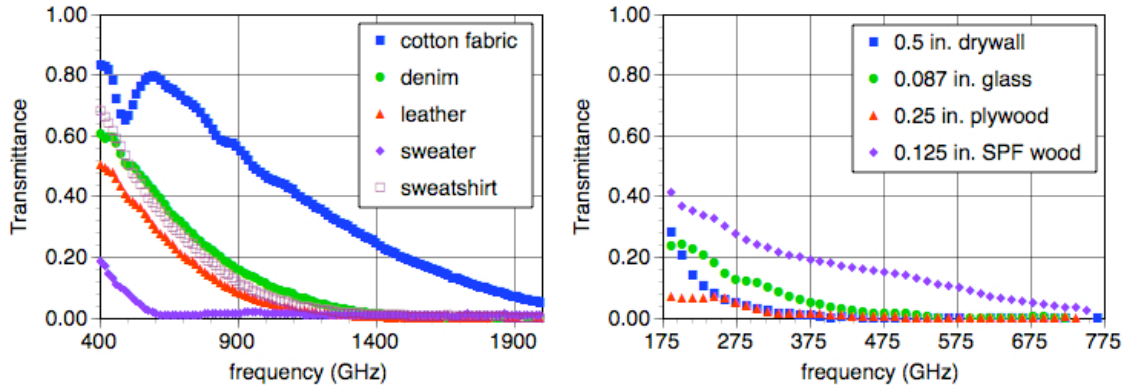 1.00
0.80
0.60
0.40
0.20
0.00
Transmittance
cotton fabric
denim
leather
sweater
sweatshirt
400
900
1400
1900
frequency (GHz)
1.00
0.80
0.60
0.40
0.20
0.00
Transmittance
0.5 in. drywall
0.087 in. glass
0.25 in. plywood
0.125 in. SPF wood
175
275
375
475
575
675
775
frequency (GHz)